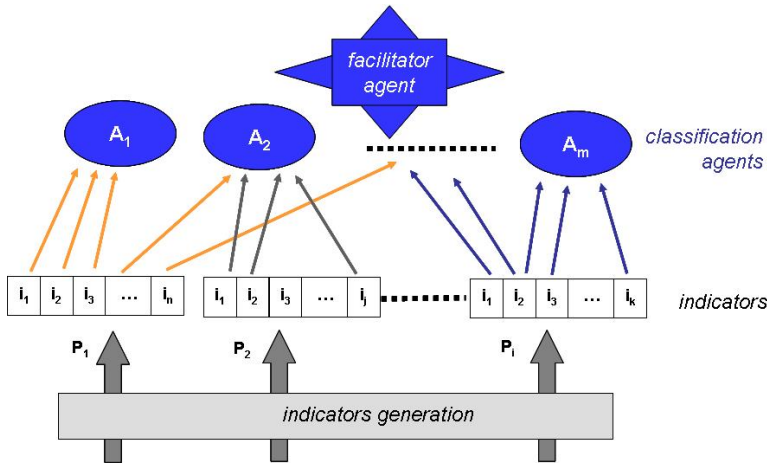 facilitator
agent
A₁
A₂
Aₘ
classification
agents
i₁ i₂ i₃ ... iₙ
i₁ i₂ i₃ ... iⱼ
i₁ i₂ i₃ ... iₖ
indicators
P₁
P₂
Pᵢ
indicators generation